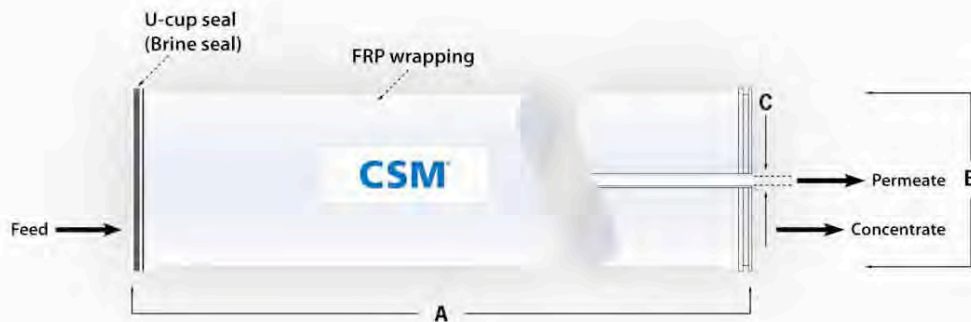 U-cup seal
(Brine seal)
FRP wrapping
C
CSM
Permeate
B
Feed
Concentrate
A